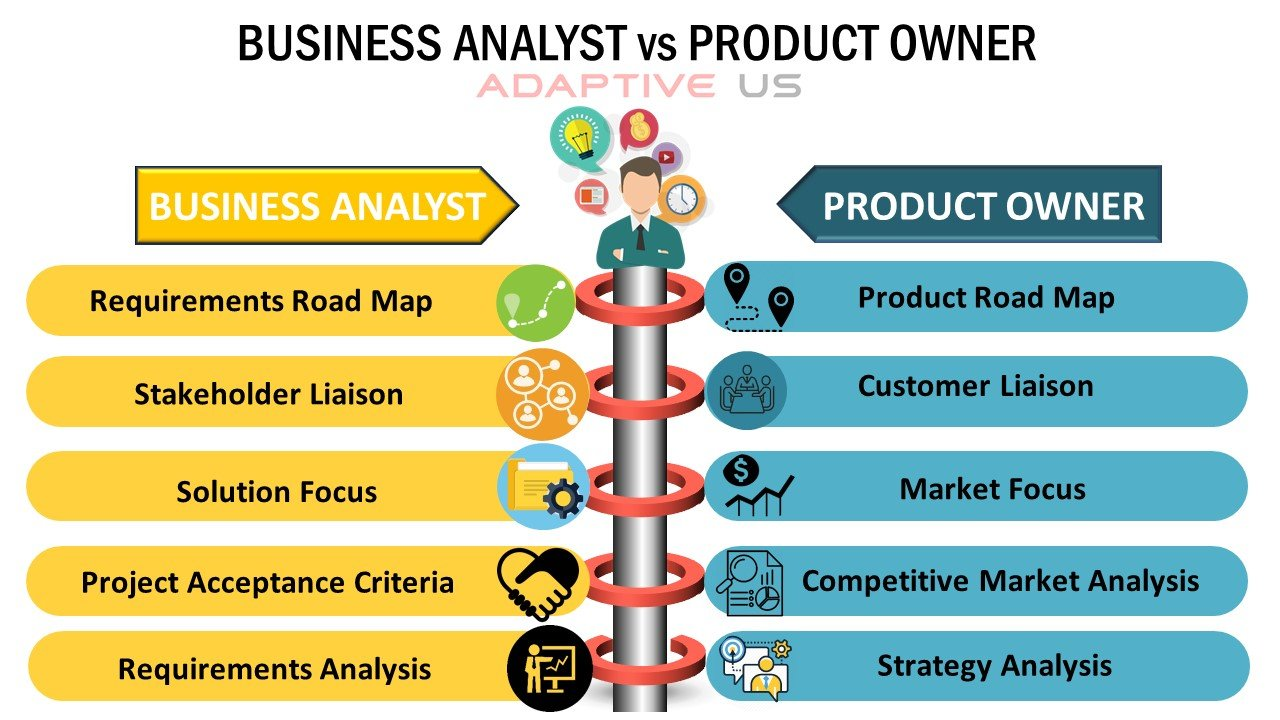 BUSINESS ANALYST vs PRODUCT OWNER
ADAPTIVE US
BUSINESS ANALYST
PRODUCT OWNER
Requirements Road Map
Product Road Map
Stakeholder Liaison
Customer Liaison
Solution Focus
$
Market Focus
Project Acceptance Criteria
Competitive Market Analysis
Requirements Analysis
Strategy Analysis